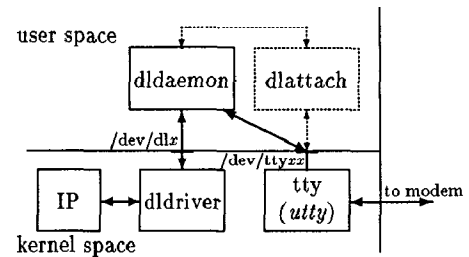 user space
dldaemon
dlattach
/dev/dlx
/dev/ttyxx
IP
dldriver
tty
(utty)
to modem
kernel space